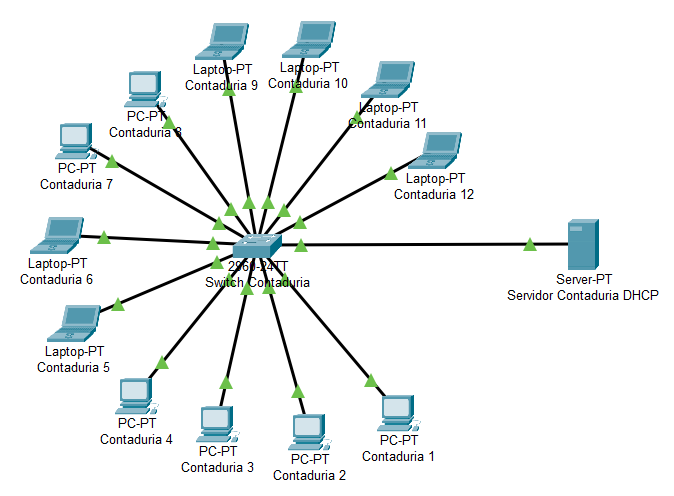 Laptop-PT
Contaduria 9
Laptop-PT
Contaduria 10
Laptop-PT
Contaduria 11
PC-PT
Contaduria 8
PC-PT
Contaduria 7
Laptop-PT
Contaduria 12
Laptop-PT
Contaduria 6
2960-24TT
Switch Contaduria
Server-PT
Servidor Contaduria DHCP
Laptop-PT
Contaduria 5
PC-PT
Contaduria 4
PC-PT
Contaduria 3
PC-PT
Contaduria 2
PC-PT
Contaduria 1